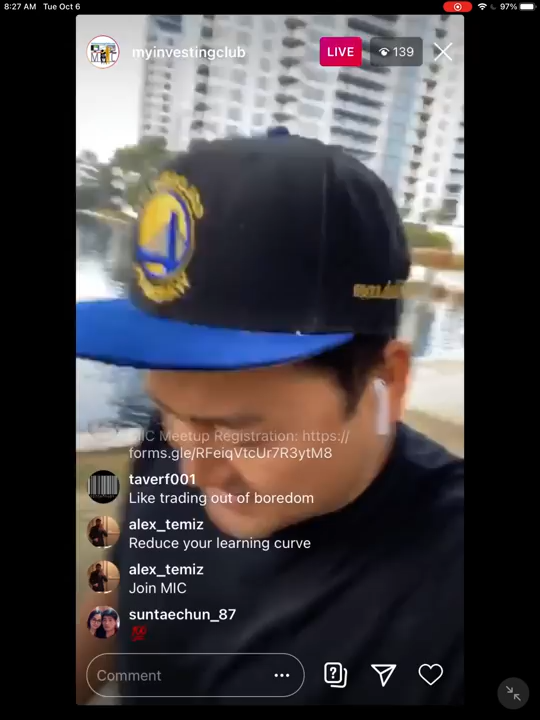 8:27 AM Tue Oct 6
97%
myinvestingclub
LIVE
139
MIC Meetup Registration: https://
forms.gle/RFeiqVtcUr7R3ytM8
taverf001
Like trading out of boredom
alex_temiz
Reduce your learning curve
alex_temiz
Join MIC
suntaechun_87
💯
Comment